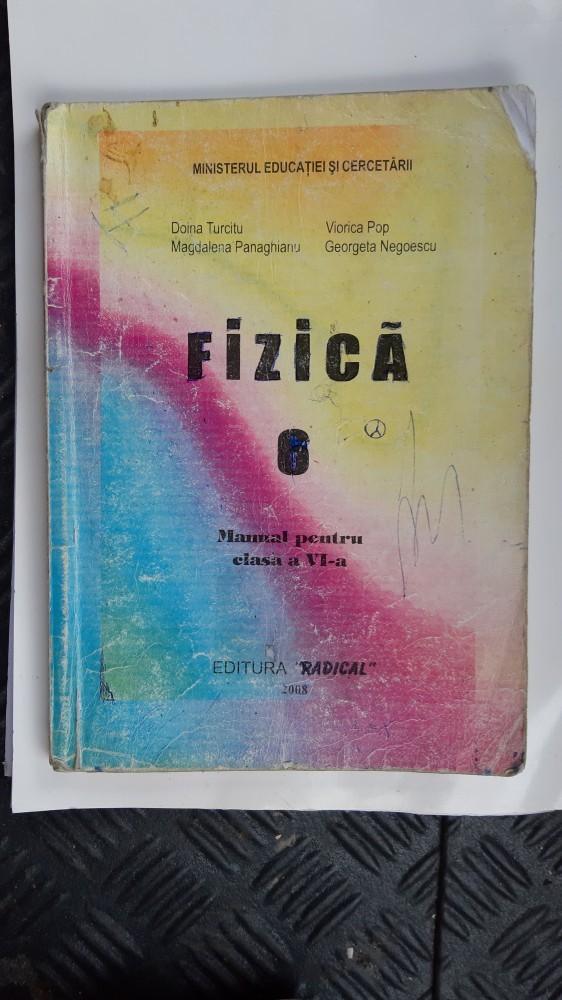 MINISTERUL EDUCAȚIEI ȘI CERCETĂRII
Doina Turcitu Viorica Pop
Magdalena Panaghianu Georgeta Negoescu
FIZICĂ
6
Manual pentru
clasa a VI-a
EDITURA "RADICAL"
2008